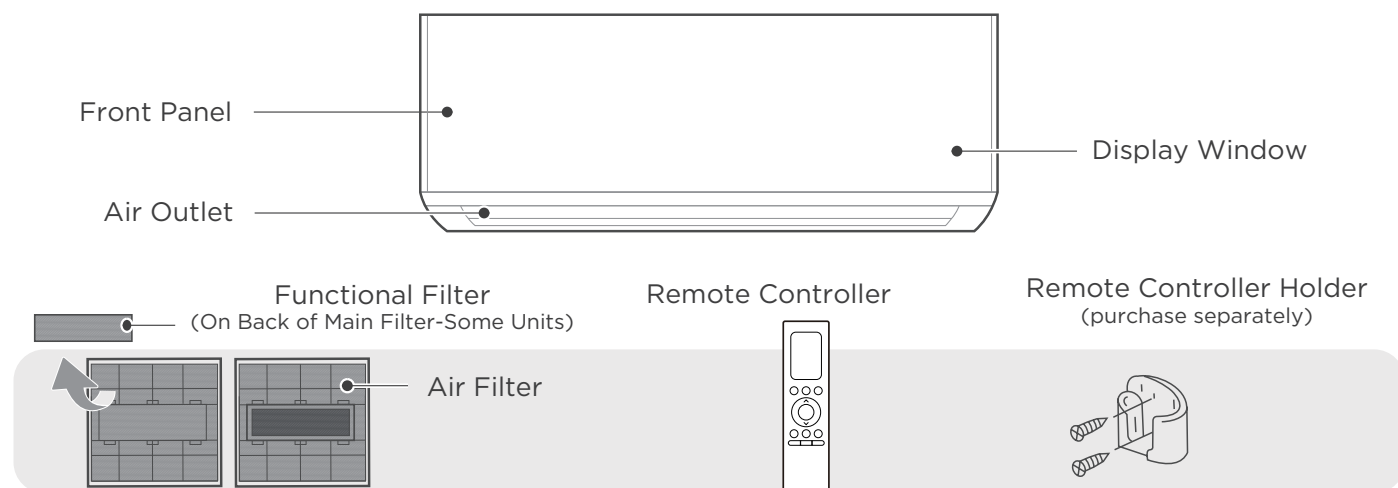 Front Panel
Display Window
Air Outlet
Functional Filter
(On Back of Main Filter-Some Units)
Remote Controller
Remote Controller Holder
(purchase separately)
Air Filter